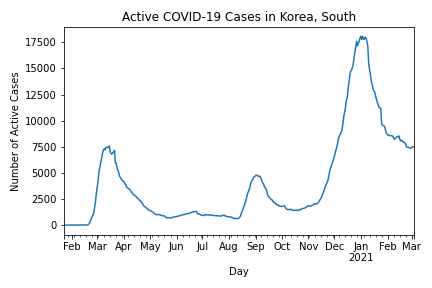 Active COVID-19 Cases in Korea, South
Number of Active Cases
17500
15000
12500
10000
7500
5000
2500
0
Feb Mar Apr May Jun Jul Aug Sep Oct Nov Dec Jan Feb Mar
2021
Day